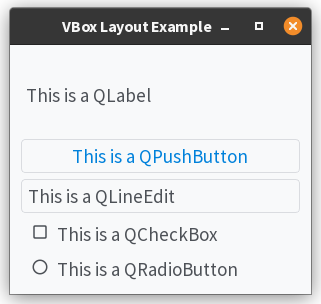 VBox Layout Example
This is a QLabel
This is a QPushButton
This is a QLineEdit
This is a QCheckBox
This is a QRadioButton